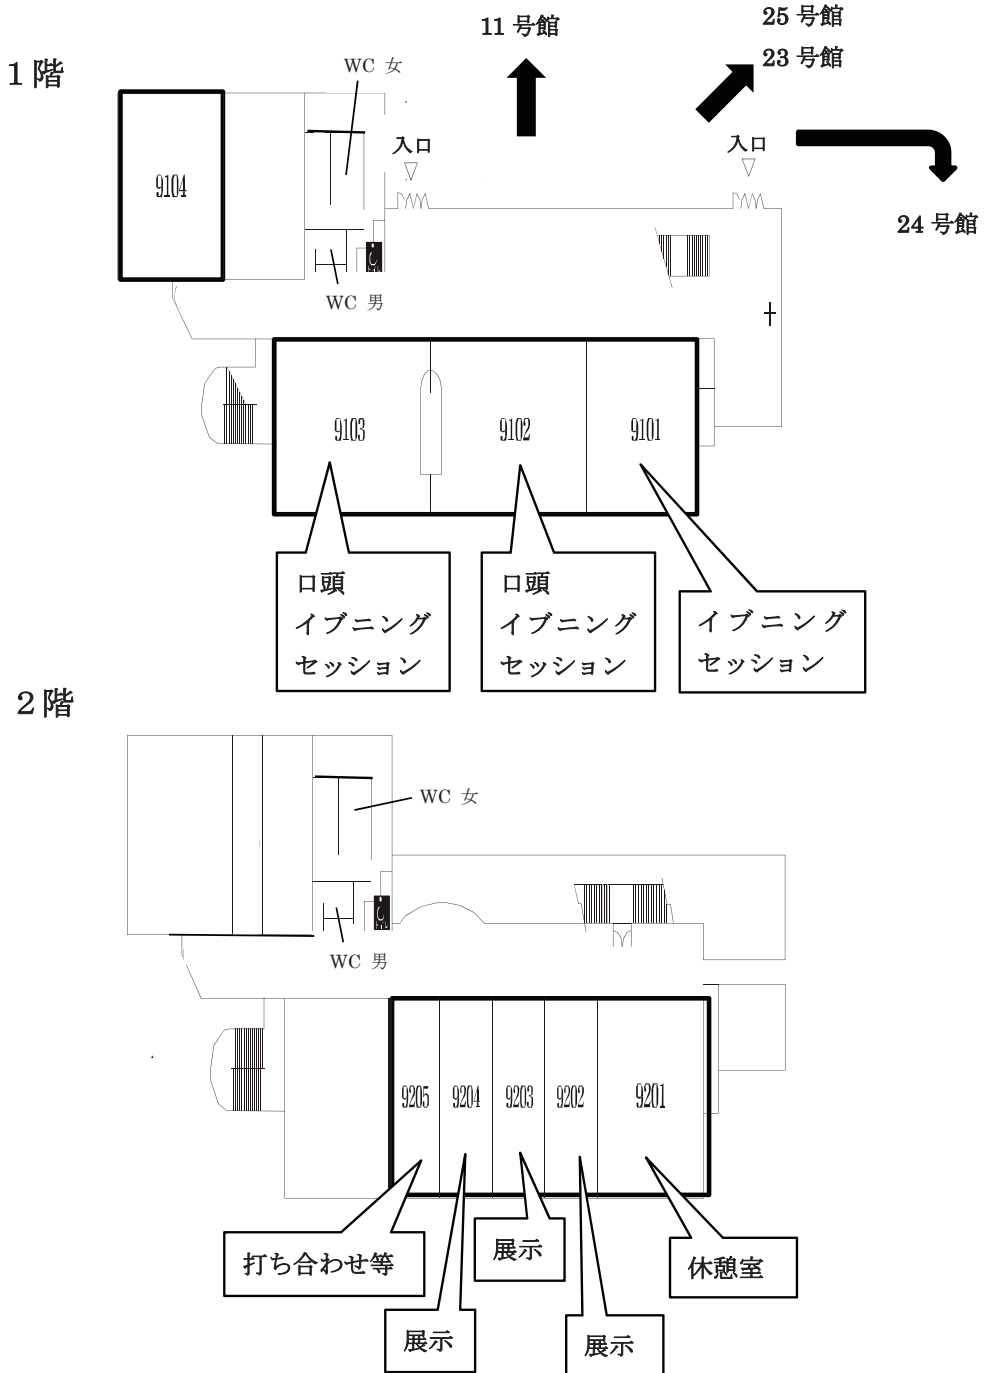 11 号館
25 号館
23 号館
1 階
WC 女
入口
入口
9104
24 号館
WC 男
9103
9102
9101
口頭
イブニング
セッション
口頭
イブニング
セッション
イブニング
セッション
2 階
WC 女
WC 男
9205
9204
9203
9202
9201
打ち合わせ等
展示
休憩室
展示
展示